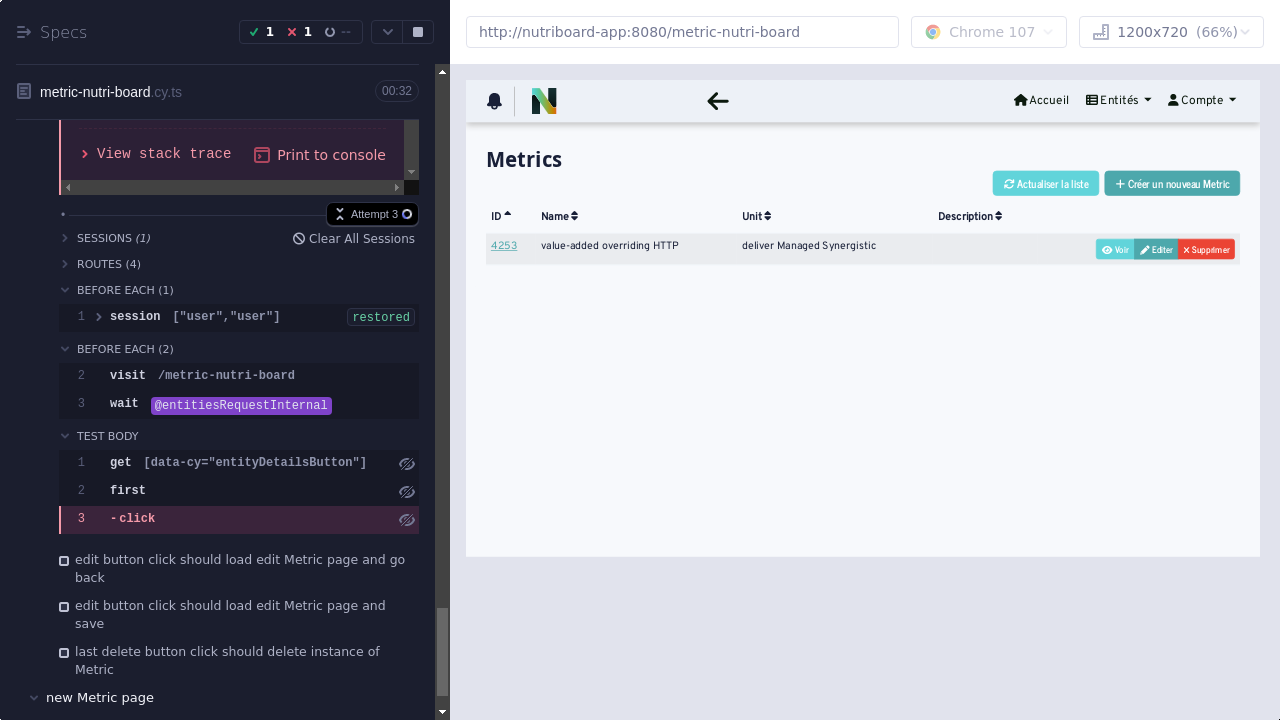 Specs
1
1
--
metric-nutri-board.cy.ts
00:32
View stack trace
Print to console
Attempt 3
SESSIONS (1)
Clear All Sessions
ROUTES (4)
BEFORE EACH (1)
1 session ["user","user"] restored
BEFORE EACH (2)
2 visit /metric-nutri-board
3 wait @entitiesRequestInternal
TEST BODY
1 get [data-cy="entityDetailsButton"]
2 first
3 -click
edit button click should load edit Metric page and go
back
edit button click should load edit Metric page and
save
last delete button click should delete instance of
Metric
new Metric page
http://nutriboard-app:8080/metric-nutri-board
Chrome 107
1200x720 (66%)
N
Accueil
Entités
Compte
Metrics
Actualiser la liste
Créer un nouveau Metric
ID Name Unit Description
4253 value-added overriding HTTP deliver Managed Synergistic
Voir Editer Supprimer